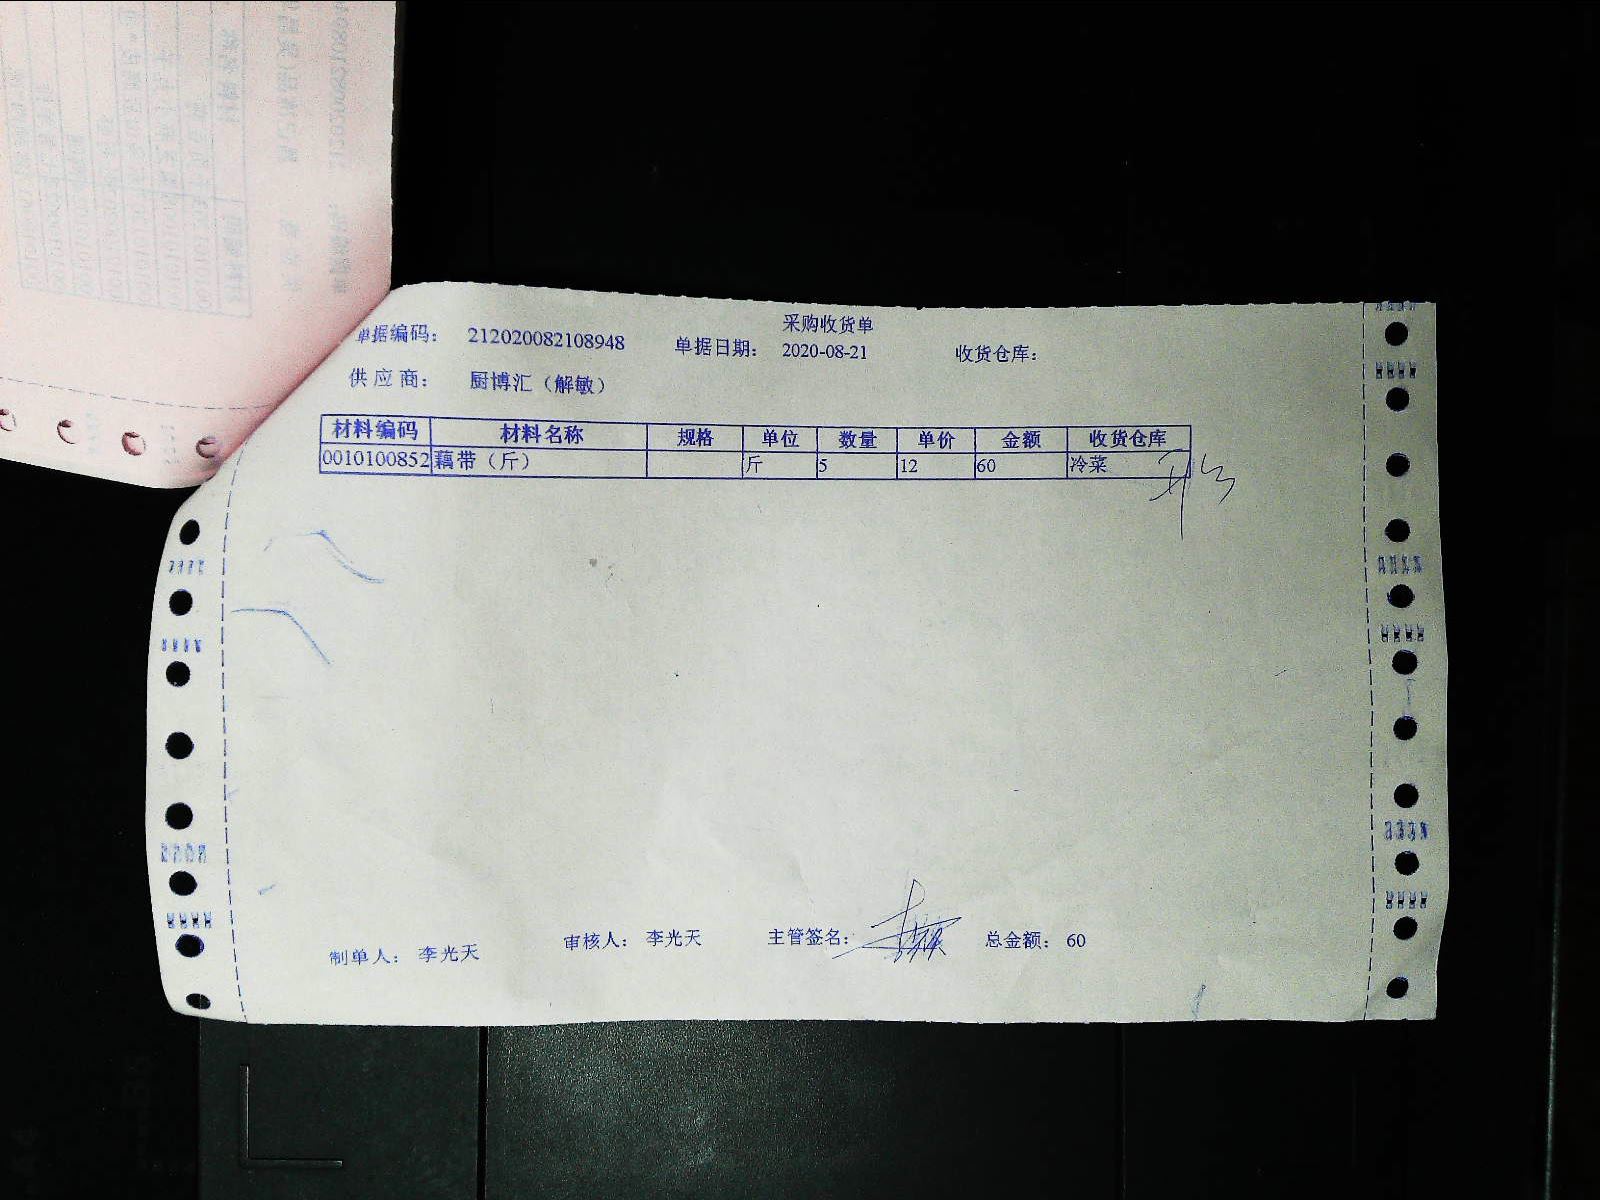 采购收货单
单据编码： 212020082108948 单据日期： 2020-08-21 收货仓库：
供应商： 厨博汇（解敏）
材料编码 材料名称 规格 单位 数量 单价 金额 收货仓库
0010100852 藕带（斤） 斤 5 12 60 冷菜
制单人： 李光天 审核人： 李光天 主管签名： 总金额： 60